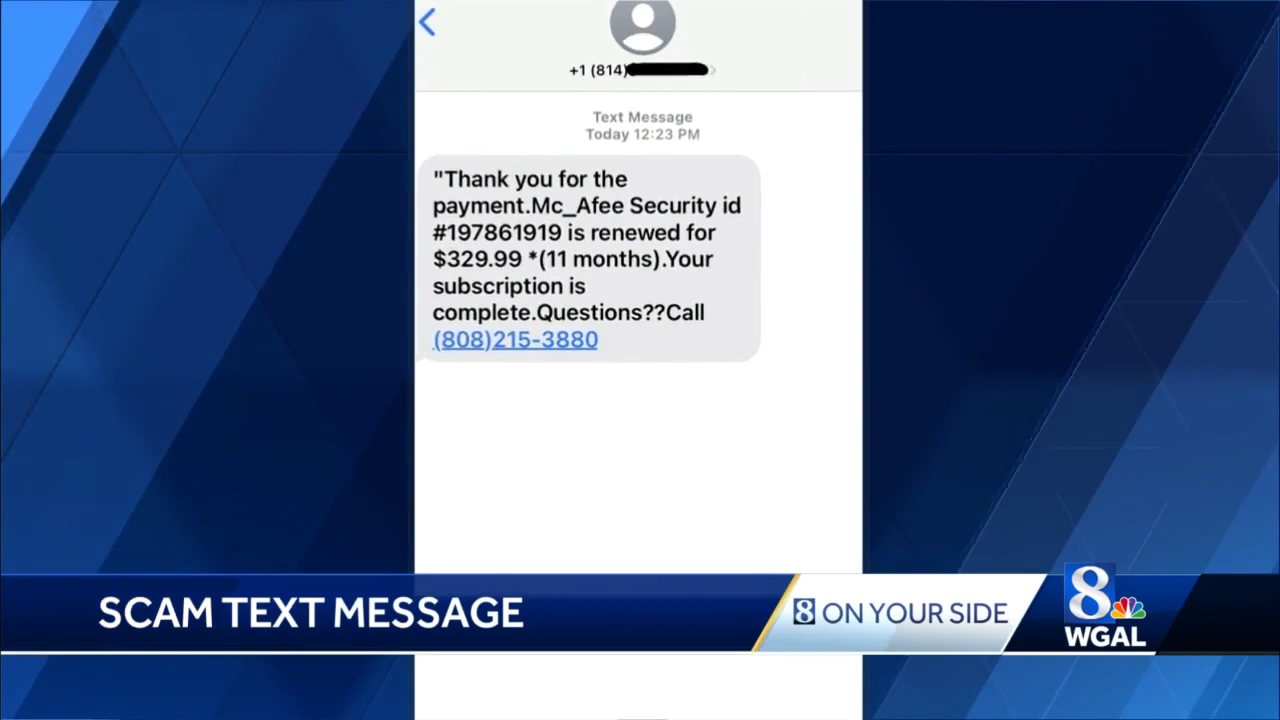 +1 (814)
Text Message
Today 12:23 PM
"Thank you for the
payment.Mc_Afee Security id
#197861919 is renewed for
$329.99 *(11 months).Your
subscription is
complete.Questions??Call
(808)215-3880
SCAM TEXT MESSAGE
8 ON YOUR SIDE
8
WGAL